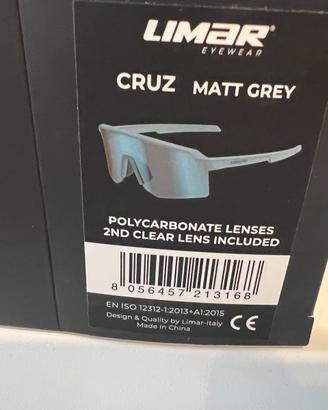 LIMAR®
EYEWEAR
CRUZ MATT GREY
LIMAR
POLYCARBONATE LENSES
2ND CLEAR LENS INCLUDED
8 056457 213168
EN ISO 12312-1:2013+A1:2015
Design & Quality by Limar-Italy
Made in China
CE